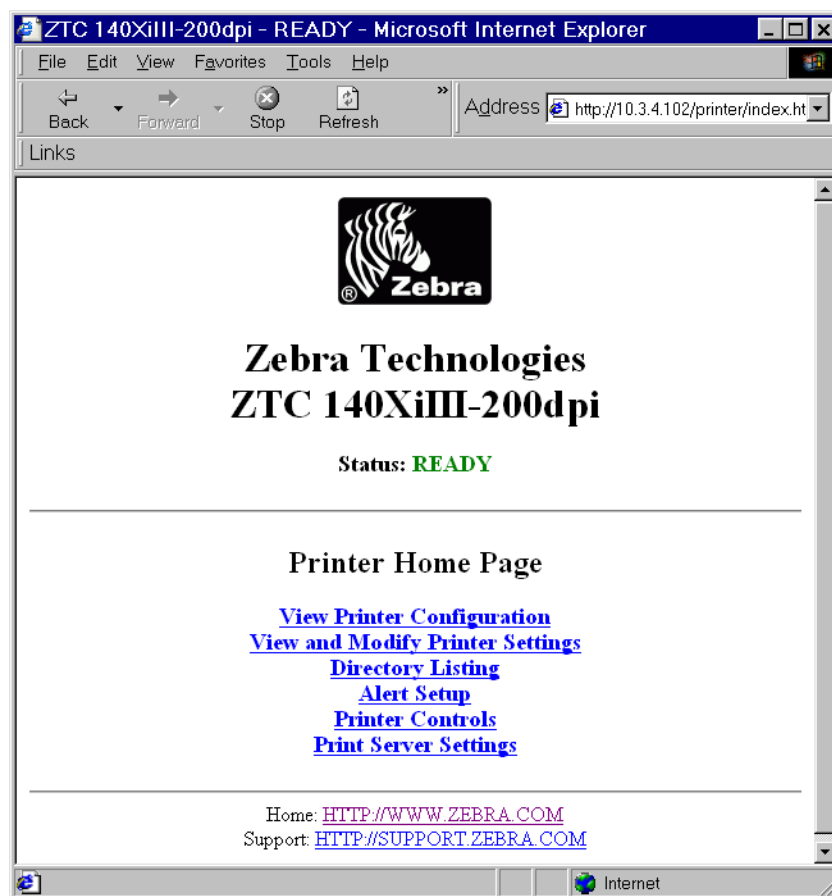 ZTC 140XiIII-200dpi - READY - Microsoft Internet Explorer
File Edit View Favorites Tools Help
Back Forward Stop Refresh » Address http://10.3.4.102/printer/index.ht
Links
® Zebra
Zebra Technologies
ZTC 140XiIII-200dpi
Status: READY
Printer Home Page
View Printer Configuration
View and Modify Printer Settings
Directory Listing
Alert Setup
Printer Controls
Print Server Settings
Home: HTTP://WWW.ZEBRA.COM
Support: HTTP://SUPPORT.ZEBRA.COM
Internet